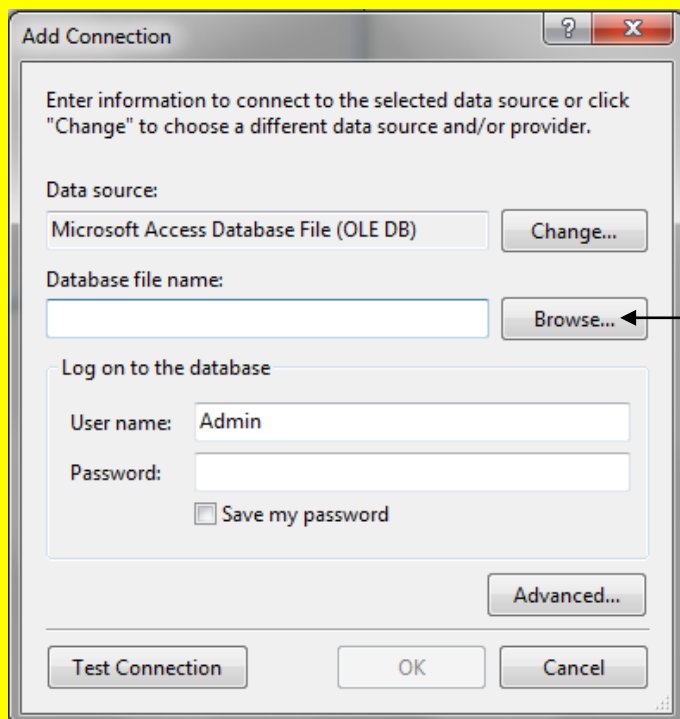 Add Connection
Enter information to connect to the selected data source or click
"Change" to choose a different data source and/or provider.
Data source:
Microsoft Access Database File (OLE DB)
Change...
Database file name:
Browse...
Log on to the database
User name: Admin
Password:
Save my password
Advanced...
Test Connection OK Cancel